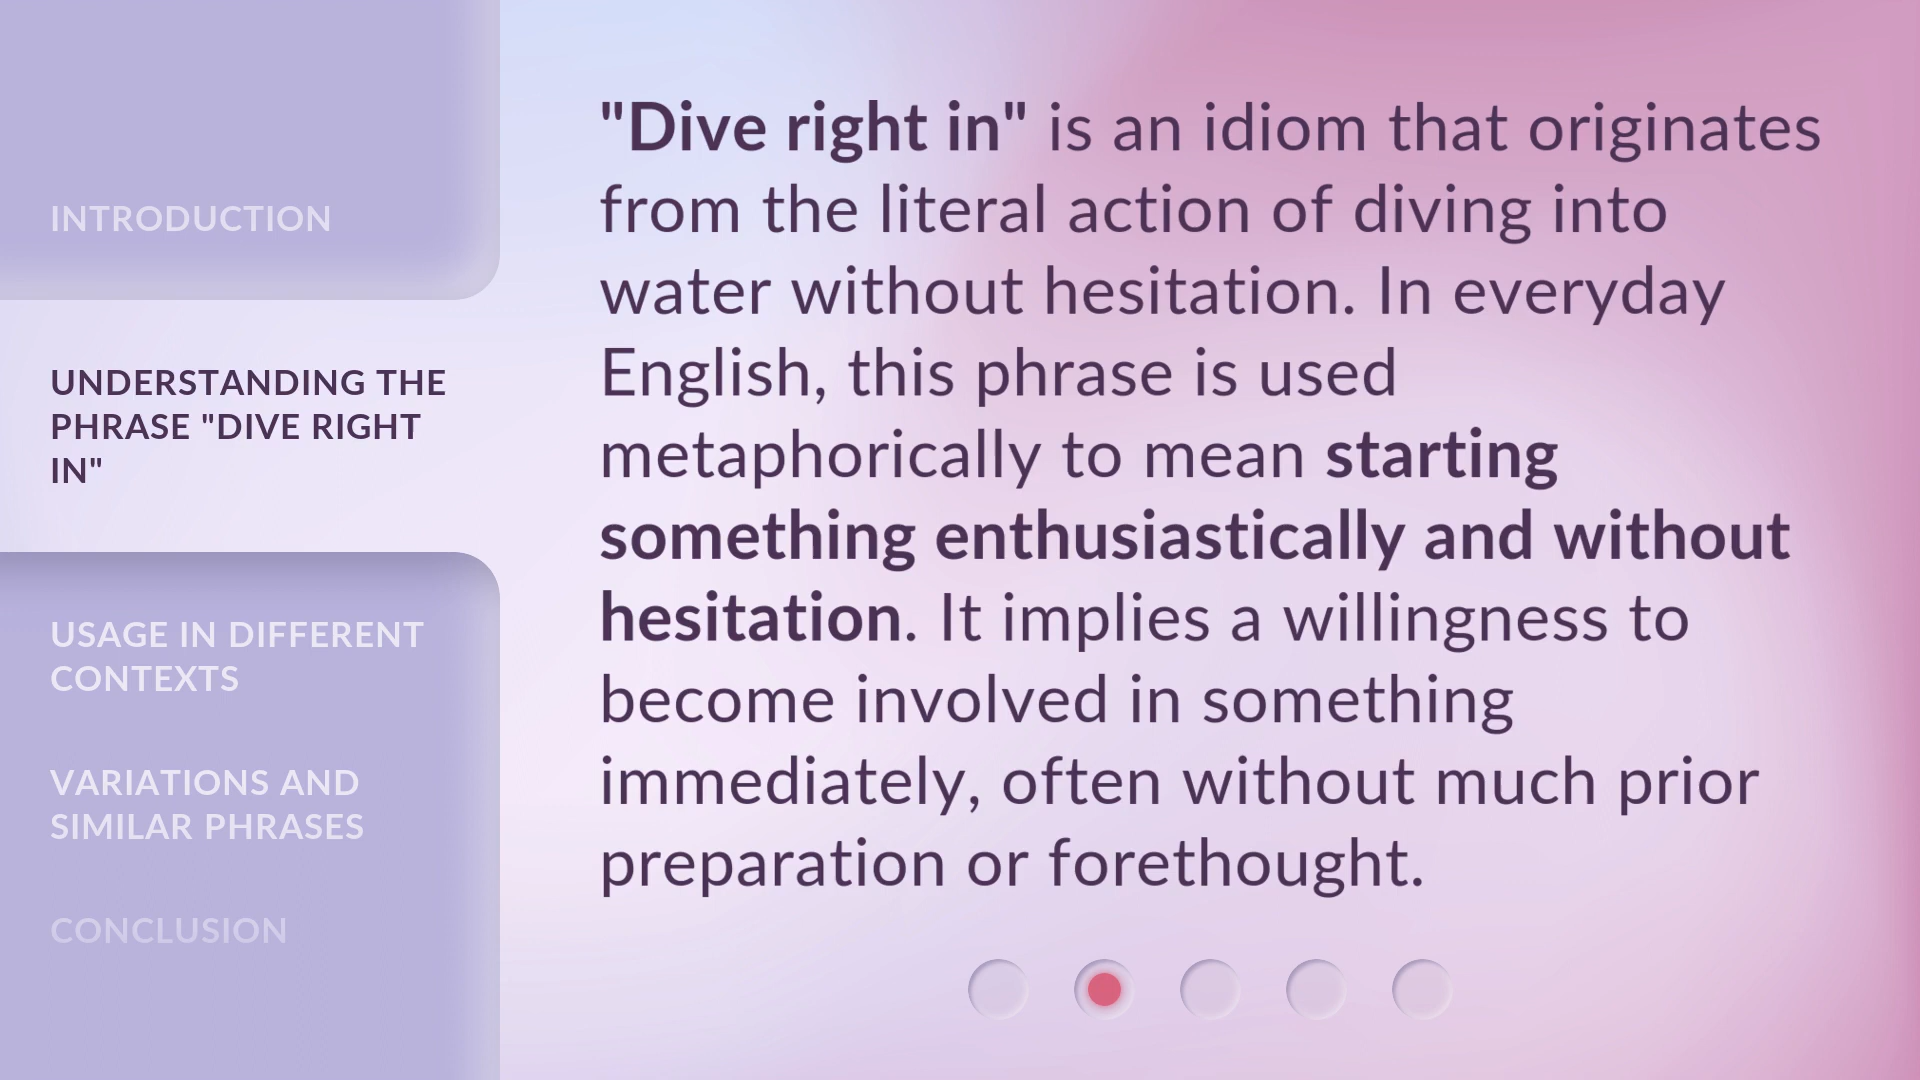 INTRODUCTION
UNDERSTANDING THE
PHRASE "DIVE RIGHT
IN"
USAGE IN DIFFERENT
CONTEXTS
VARIATIONS AND
SIMILAR PHRASES
CONCLUSION
"Dive right in" is an idiom that originates
from the literal action of diving into
water without hesitation. In everyday
English, this phrase is used
metaphorically to mean starting
something enthusiastically and without
hesitation. It implies a willingness to
become involved in something
immediately, often without much prior
preparation or forethought.